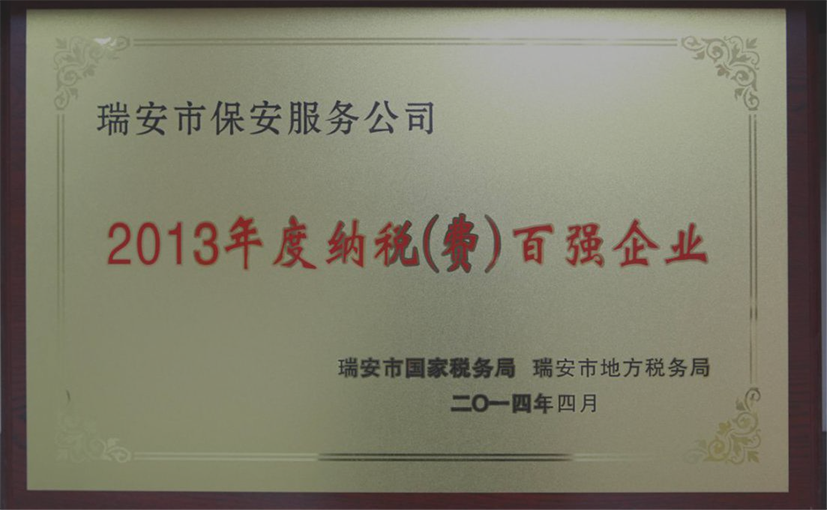 瑞安市保安服务公司
2013年度纳税(费)百强企业
瑞安市国家税务局 瑞安市地方税务局
二〇一四年四月